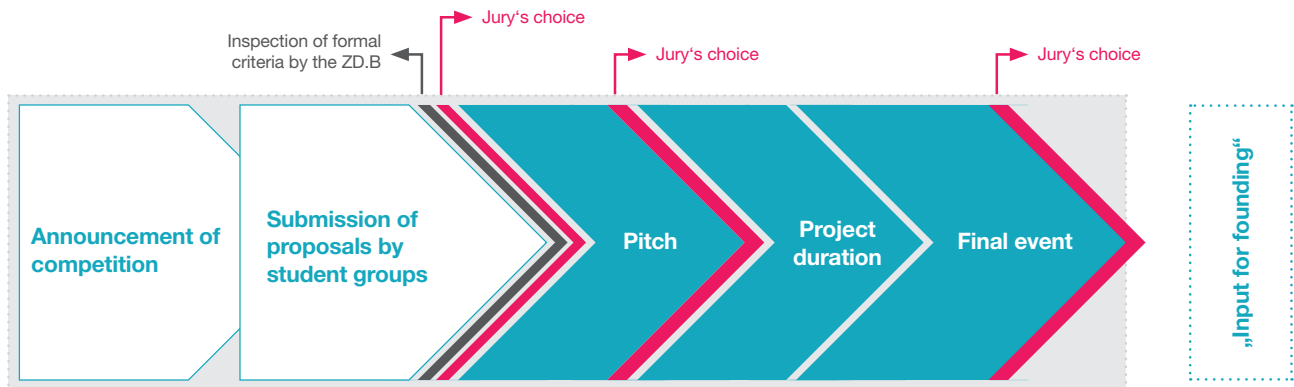 Jury‘s choice
Inspection of formal
criteria by the ZD.B
Jury‘s choice
Jury‘s choice
Announcement of
competition
Submission of
proposals by
student groups
Pitch
Project
duration
Final event
„Input for founding“